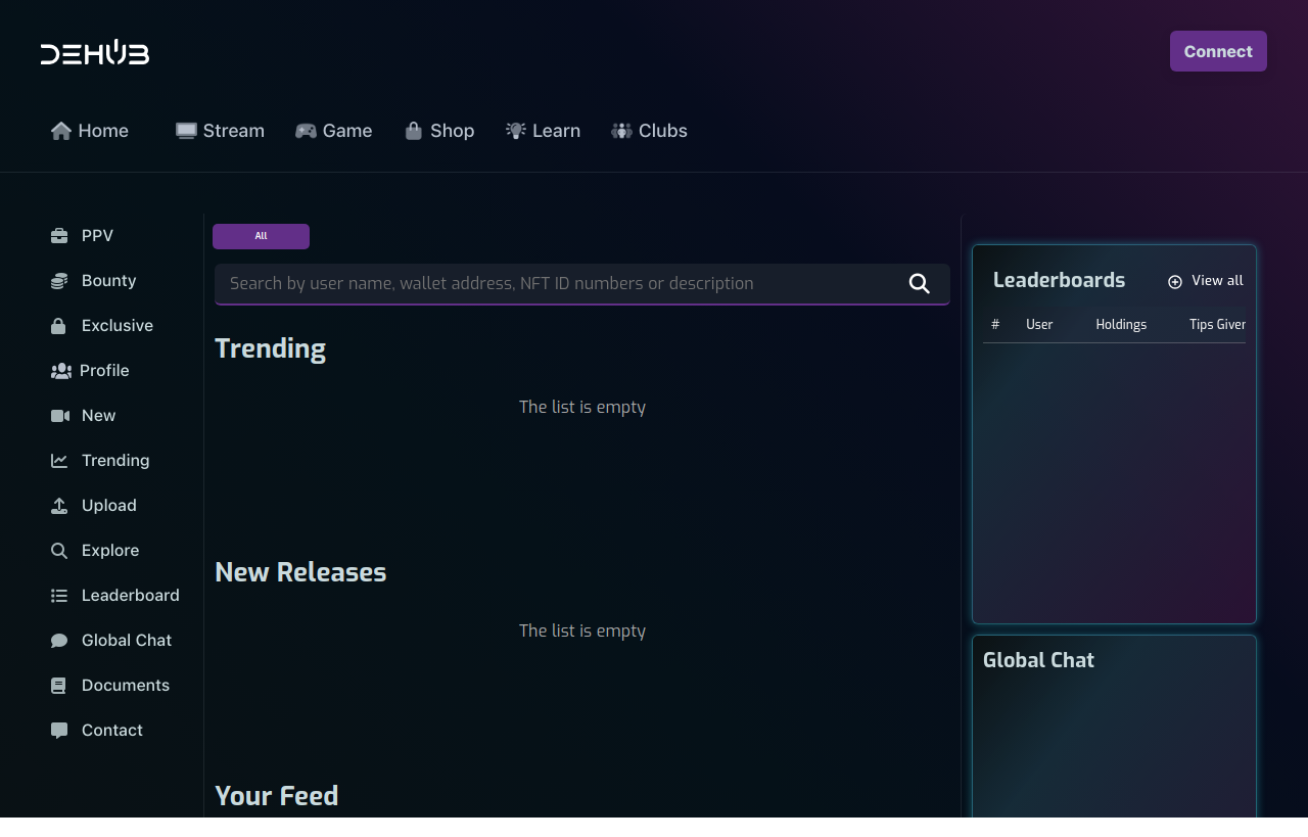 DEHUB
Connect
Home
Stream
Game
Shop
Learn
Clubs
PPV
Bounty
Exclusive
Profile
New
Trending
Upload
Explore
Leaderboard
Global Chat
Documents
Contact
All
Search by user name, wallet address, NFT ID numbers or description
Trending
The list is empty
New Releases
The list is empty
Your Feed
Leaderboards
View all
# User Holdings Tips Given
Global Chat